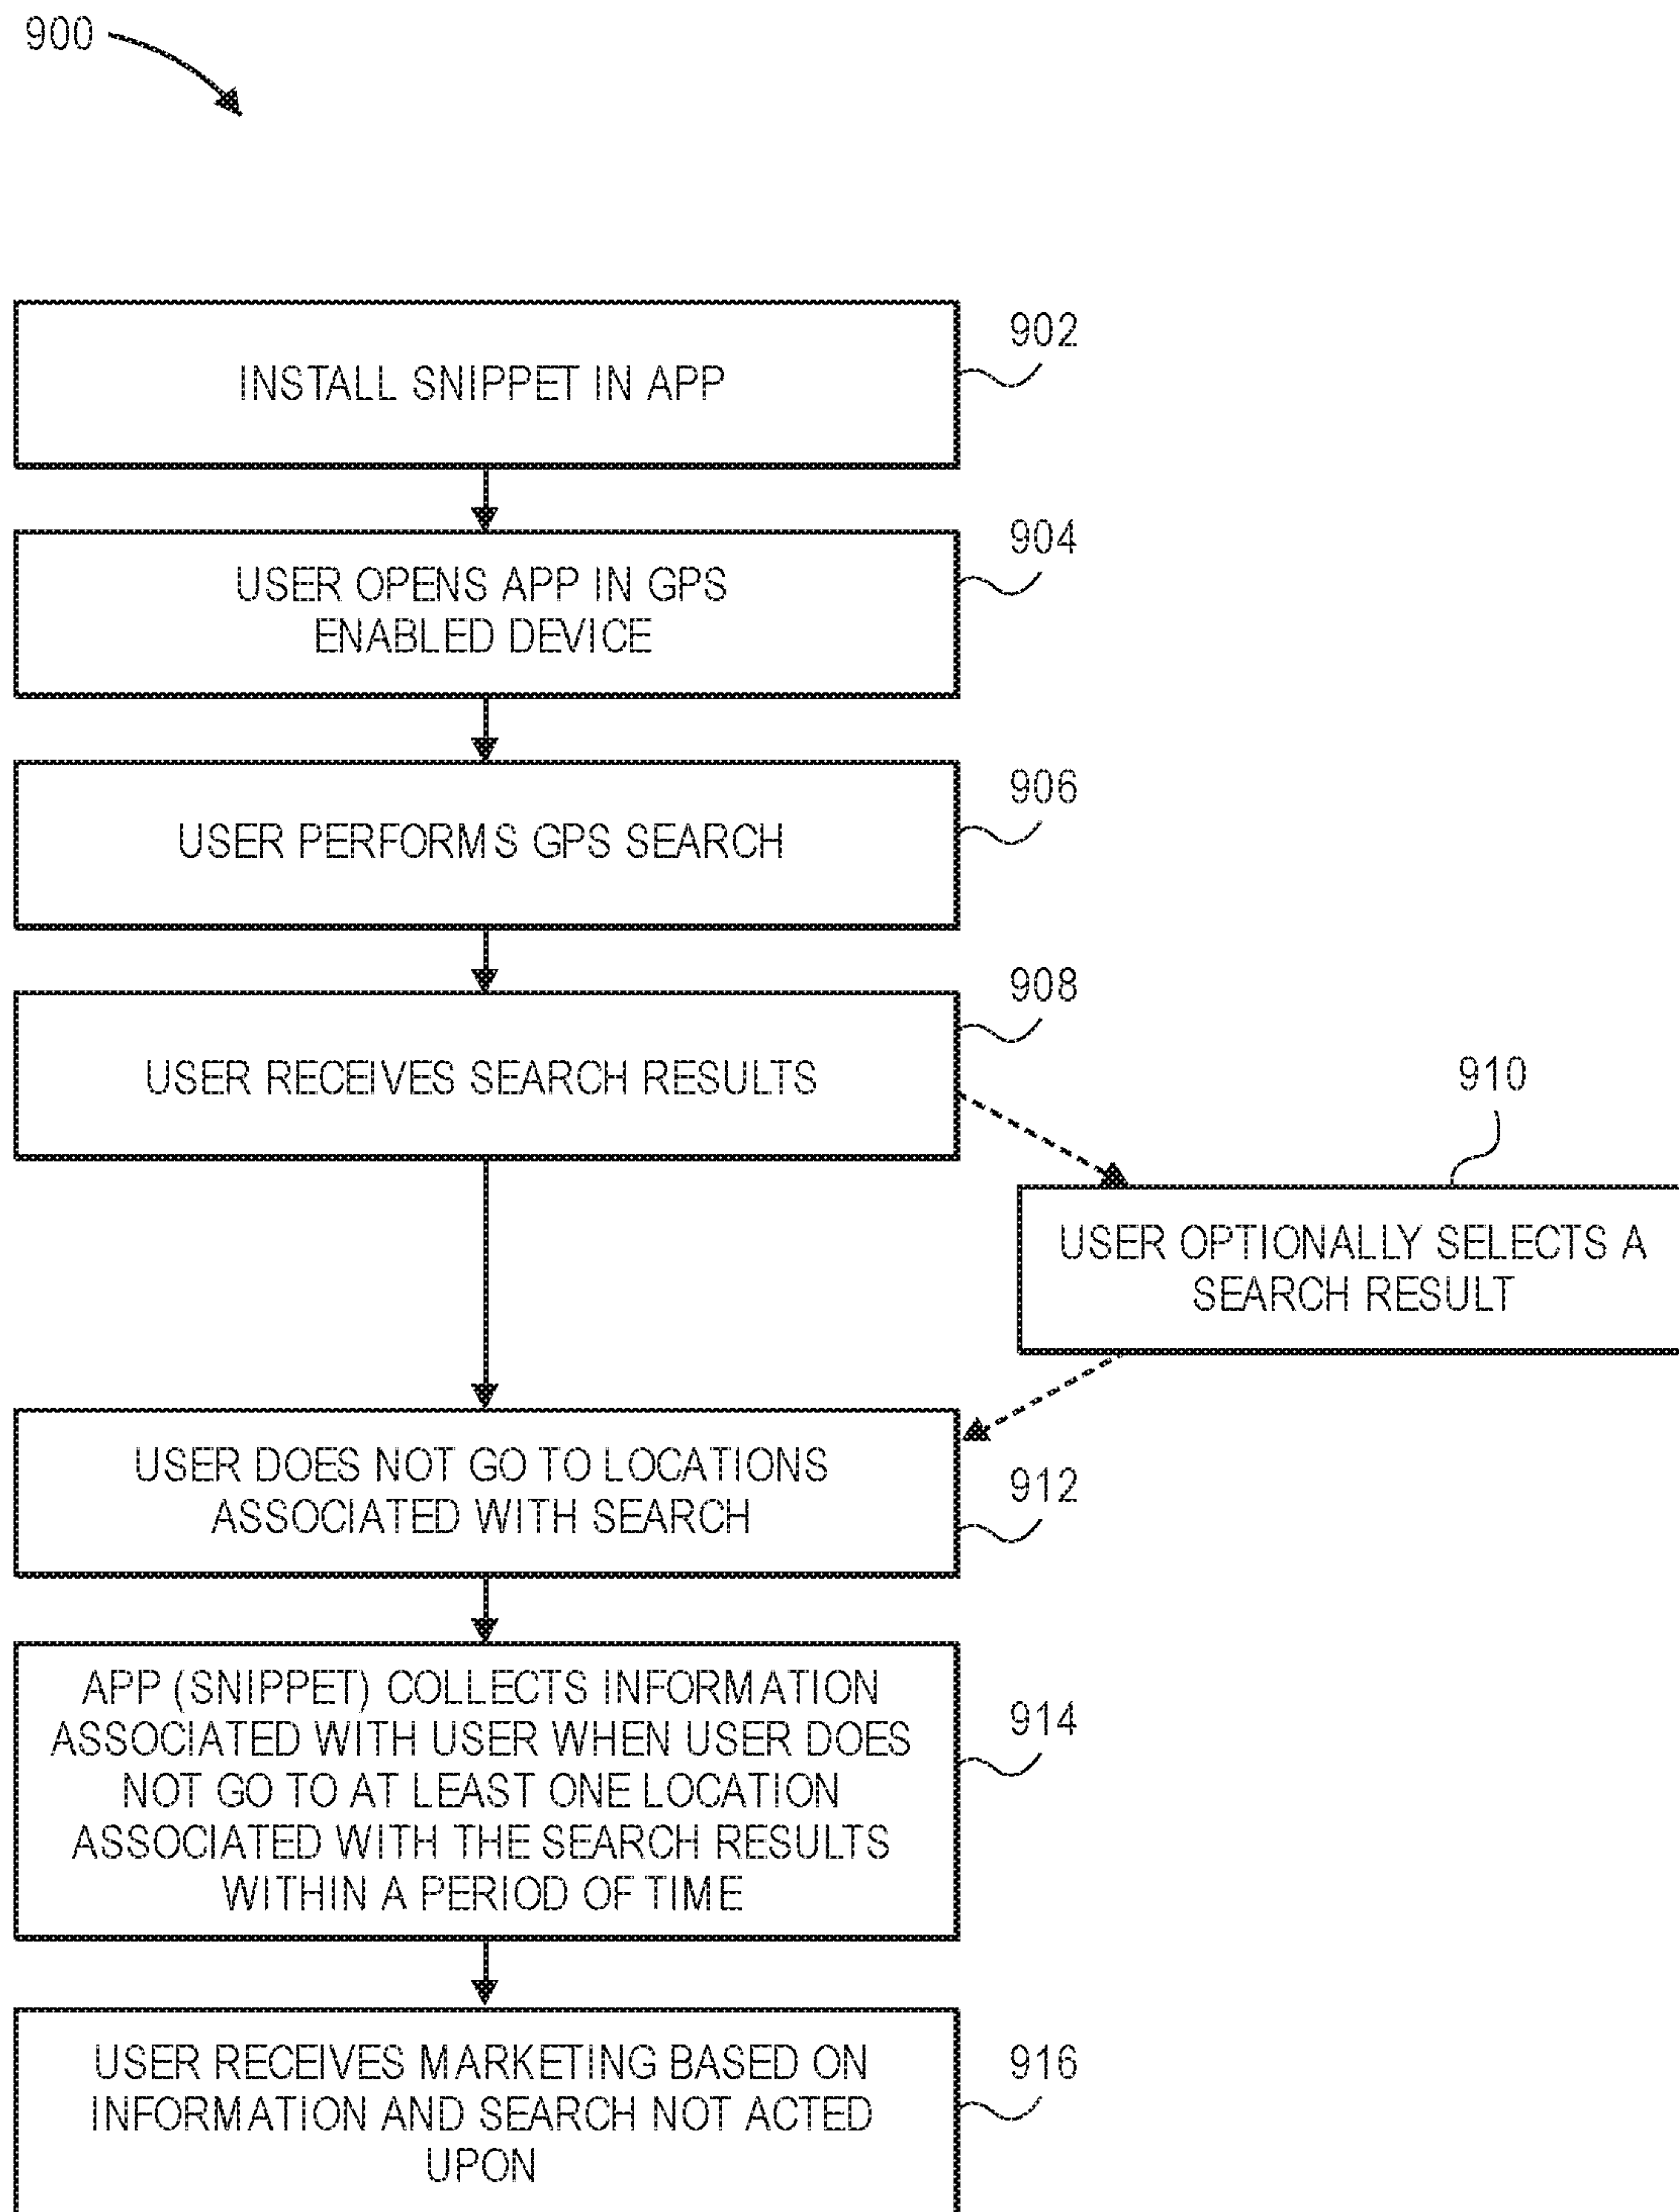 900
INSTALL SNIPPET IN APP
902
USER OPENS APP IN GPS
ENABLED DEVICE
904
USER PERFORMS GPS SEARCH
906
USER RECEIVES SEARCH RESULTS
908
910
USER OPTIONALLY SELECTS A
SEARCH RESULT
USER DOES NOT GO TO LOCATIONS
ASSOCIATED WITH SEARCH
912
APP (SNIPPET) COLLECTS INFORMATION
ASSOCIATED WITH USER WHEN USER DOES
NOT GO TO AT LEAST ONE LOCATION
ASSOCIATED WITH THE SEARCH RESULTS
WITHIN A PERIOD OF TIME
914
USER RECEIVES MARKETING BASED ON
INFORMATION AND SEARCH NOT ACTED
UPON
916